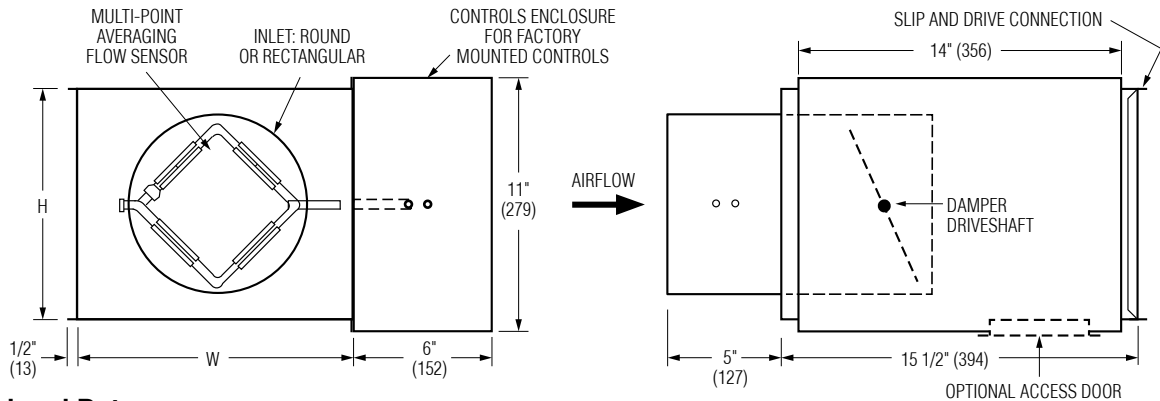 MULTI-POINT
AVERAGING
FLOW SENSOR
INLET: ROUND
OR RECTANGULAR
CONTROLS ENCLOSURE
FOR FACTORY
MOUNTED CONTROLS
SLIP AND DRIVE CONNECTION
14" (356)
H
11"
(279)
AIRFLOW
DAMPER
DRIVESHAFT
1/2"
(13)
W
6"
(152)
5"
(127)
15 1/2" (394)
OPTIONAL ACCESS DOOR